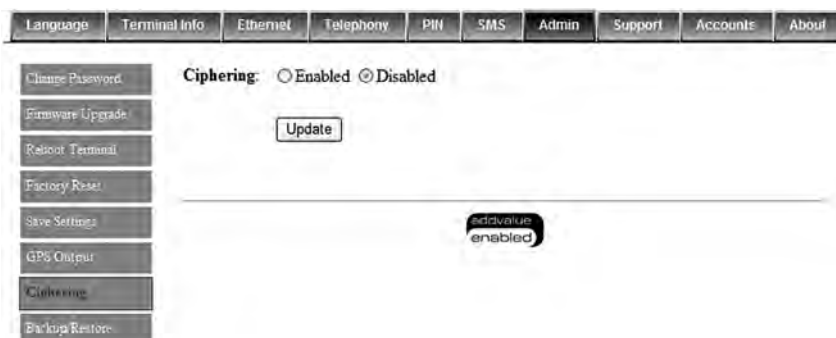 Language Terminal Info Ethernet Telephony PIN SMS Admin Support Accounts About
Change Password
Firmware Upgrade
Reboot Terminal
Factory Reset
Save Settings
GPS Output
Ciphering
Backup/Restore
Ciphering: Enabled Disabled
Update
addvalue
enabled